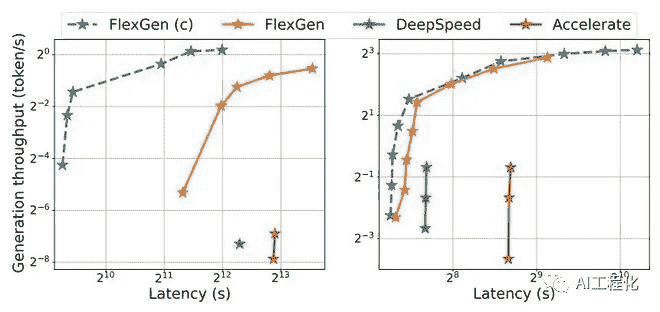 FlexGen (c) FlexGen DeepSpeed Accelerate
Generation throughput (token/s)
2^0
2^-2
2^-4
2^-6
2^-8
2^10 2^11 2^12 2^13
Latency (s)
2^3
2^1
2^-1
2^-3
2^8 2^9 2^10
Latency (s)
AI工程化